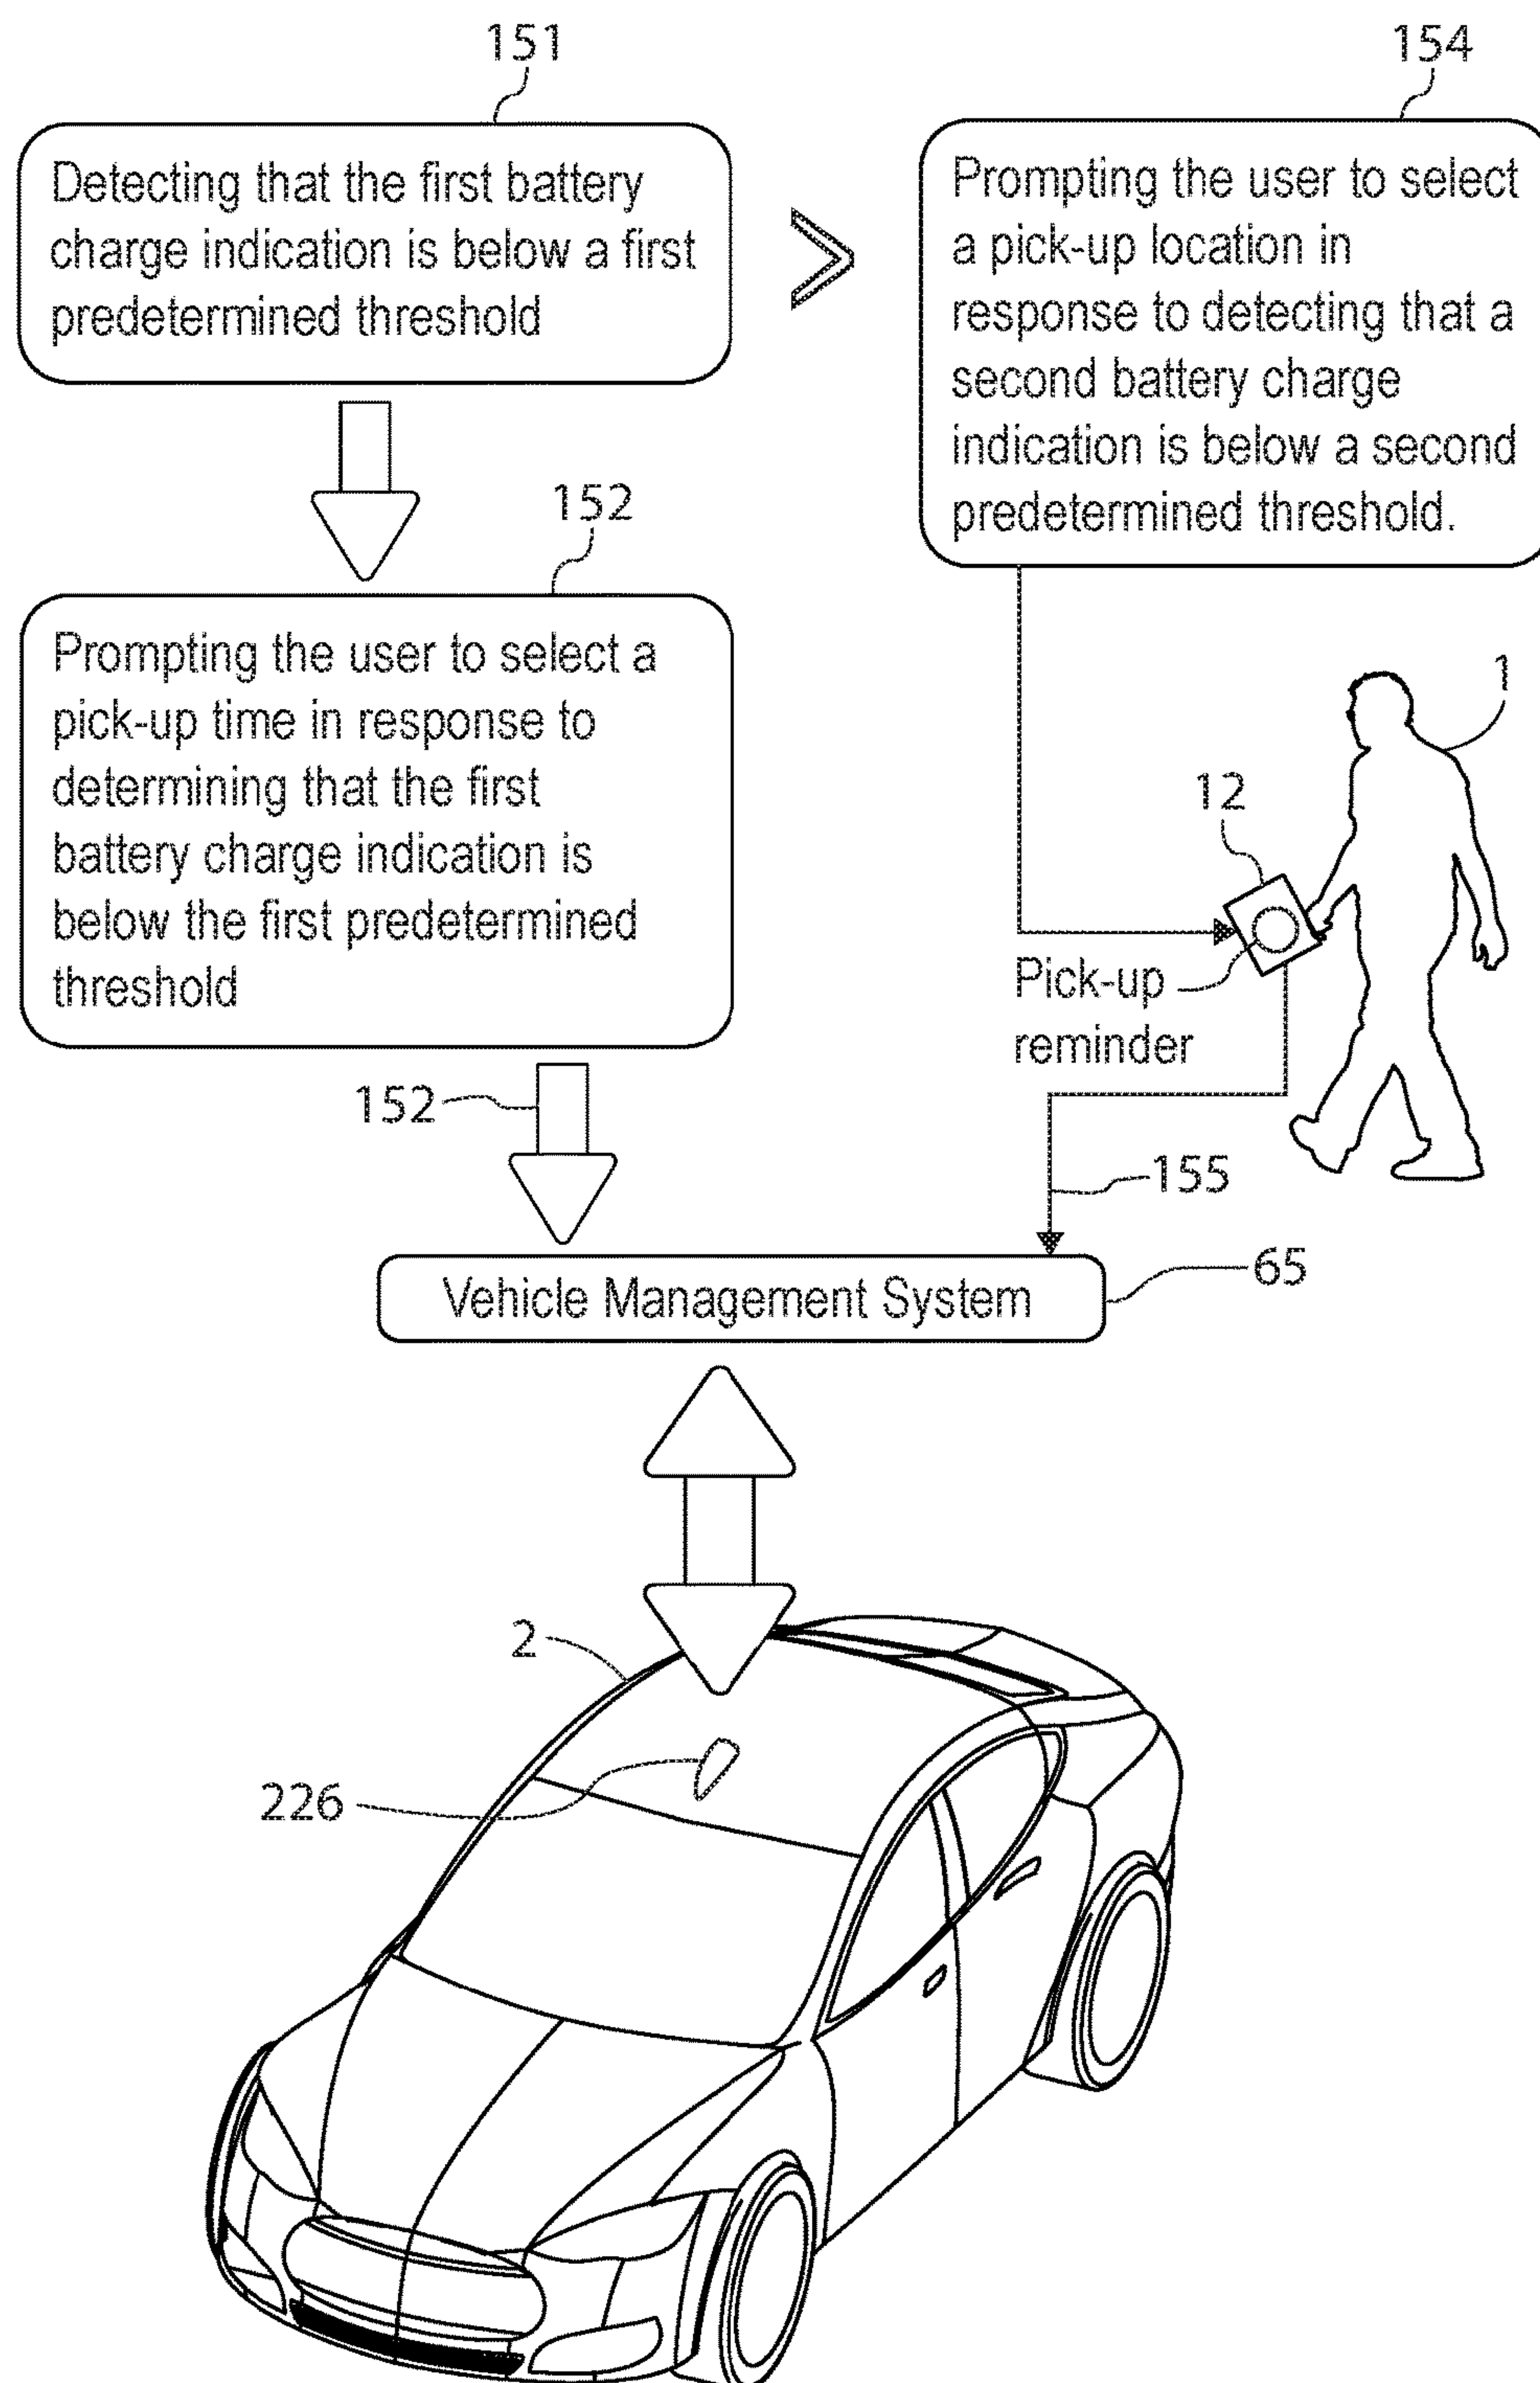 151
Detecting that the first battery
charge indication is below a first
predetermined threshold
154
Prompting the user to select
a pick-up location in
response to detecting that a
second battery charge
indication is below a second
predetermined threshold.
152
Prompting the user to select a
pick-up time in response to
determining that the first
battery charge indication is
below the first predetermined
threshold
1
12
Pick-up
reminder
152
155
Vehicle Management System
65
2
226